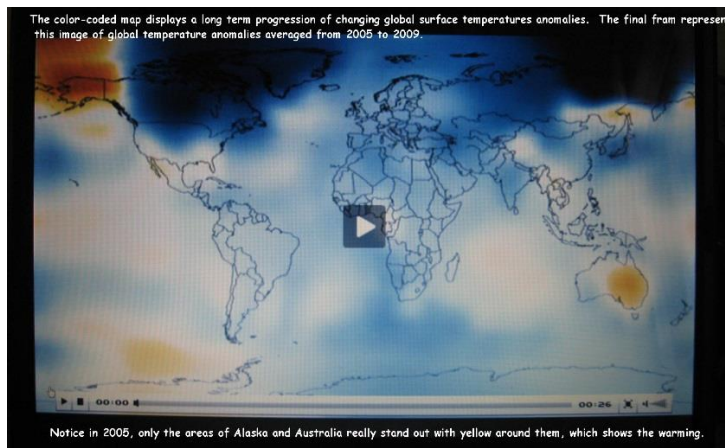 The color-coded map displays a long term progression of changing global surface temperatures anomalies.  The final fram represen
this image of global temperature anomalies averaged from 2005 to 2009.
00:00
00:26
Notice in 2005, only the areas of Alaska and Australia really stand out with yellow around them, which shows the warming.